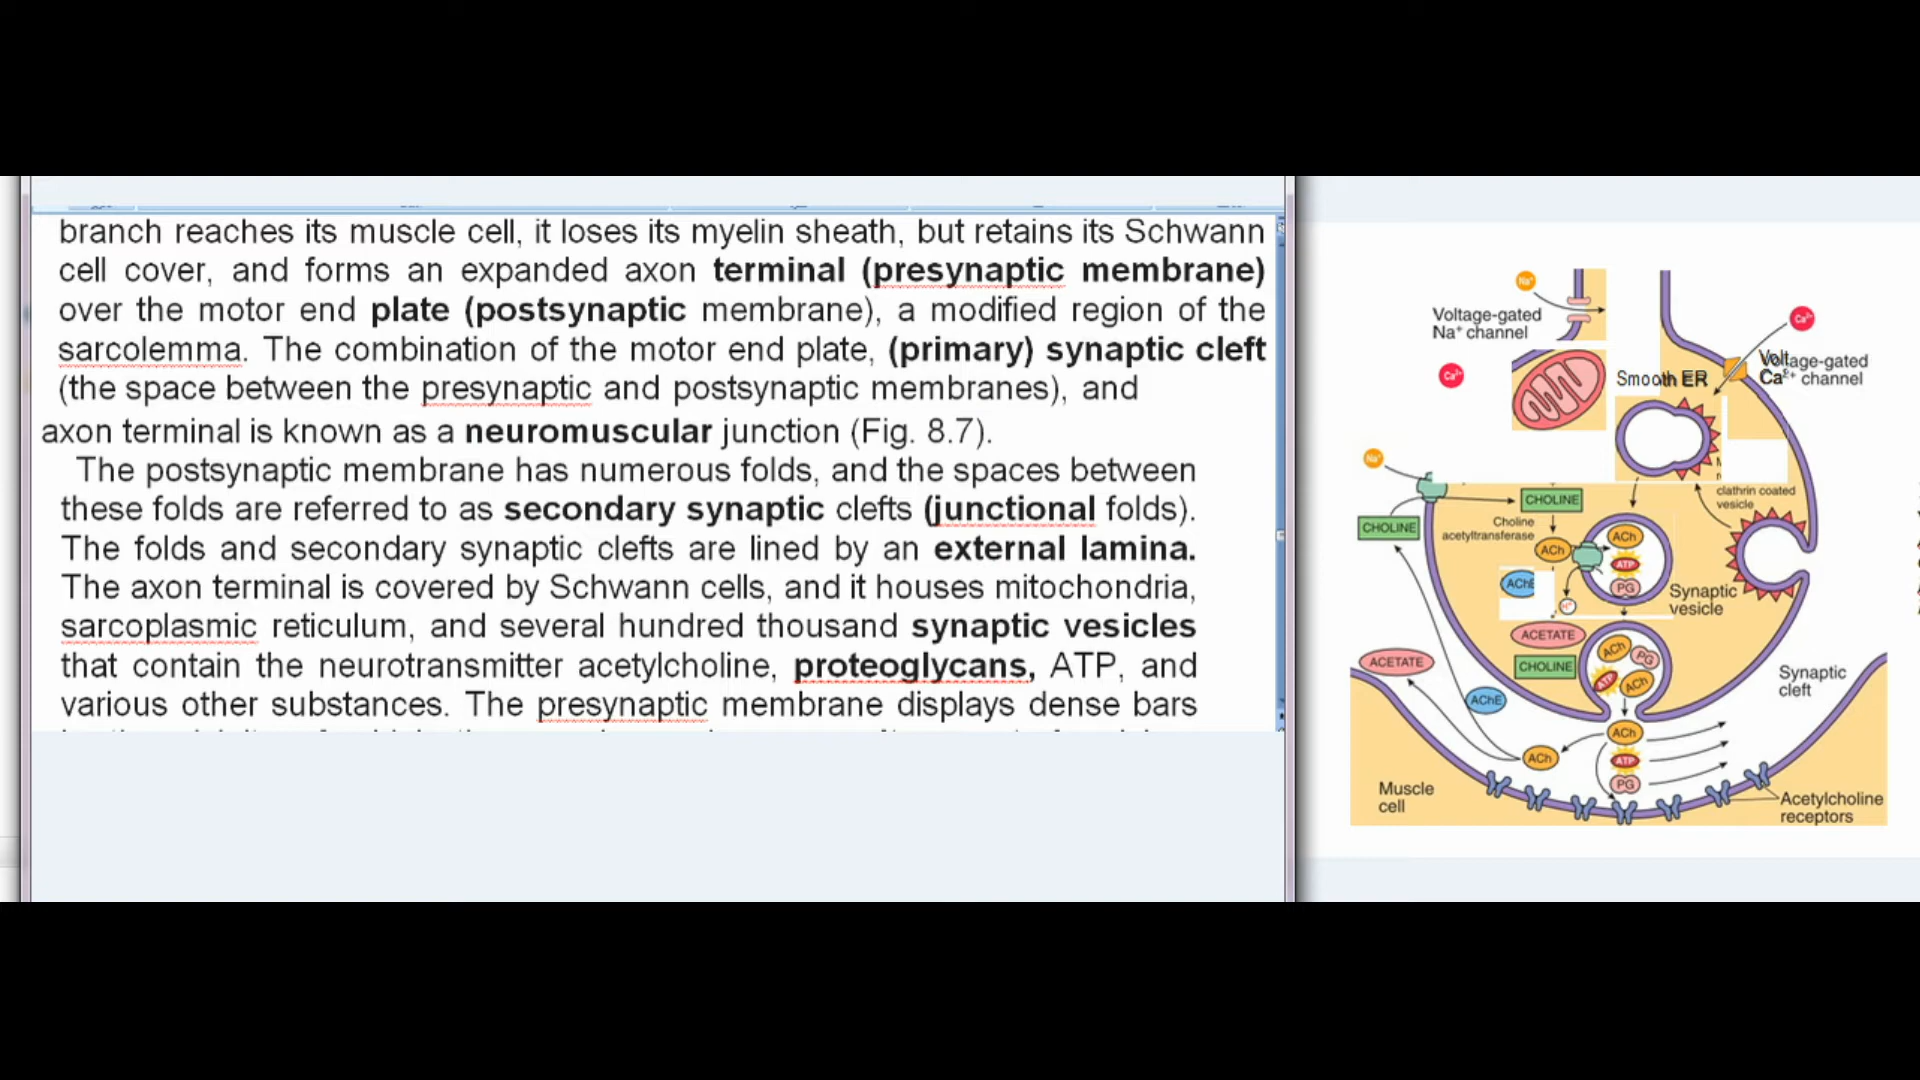 branch reaches its muscle cell, it loses its myelin sheath, but retains its Schwann
cell cover, and forms an expanded axon terminal (presynaptic membrane)
over the motor end plate (postsynaptic membrane), a modified region of the
sarcolemma. The combination of the motor end plate, (primary) synaptic cleft
(the space between the presynaptic and postsynaptic membranes), and
axon terminal is known as a neuromuscular junction (Fig. 8.7).
The postsynaptic membrane has numerous folds, and the spaces between
these folds are referred to as secondary synaptic clefts (junctional folds).
The folds and secondary synaptic clefts are lined by an external lamina.
The axon terminal is covered by Schwann cells, and it houses mitochondria,
sarcoplasmic reticulum, and several hundred thousand synaptic vesicles
that contain the neurotransmitter acetylcholine, proteoglycans, ATP, and
various other substances. The presynaptic membrane displays dense bars
Na⁺
Voltage-gated
Na⁺ channel
Ca²⁺
Ca²⁺
Voltage-gated
Ca²⁺ channel
Smooth ER
Na⁺
clathrin coated
vesicle
CHOLINE
CHOLINE
Choline
acetyltransferase
ACh
ACh
ATP
PG
AChE
H⁺
Synaptic
vesicle
ACETATE
CHOLINE
ACETATE
ACh
PG
ATP
ACh
AChE
Synaptic
cleft
ACh
ACh
ATP
PG
Muscle
cell
Acetylcholine
receptors